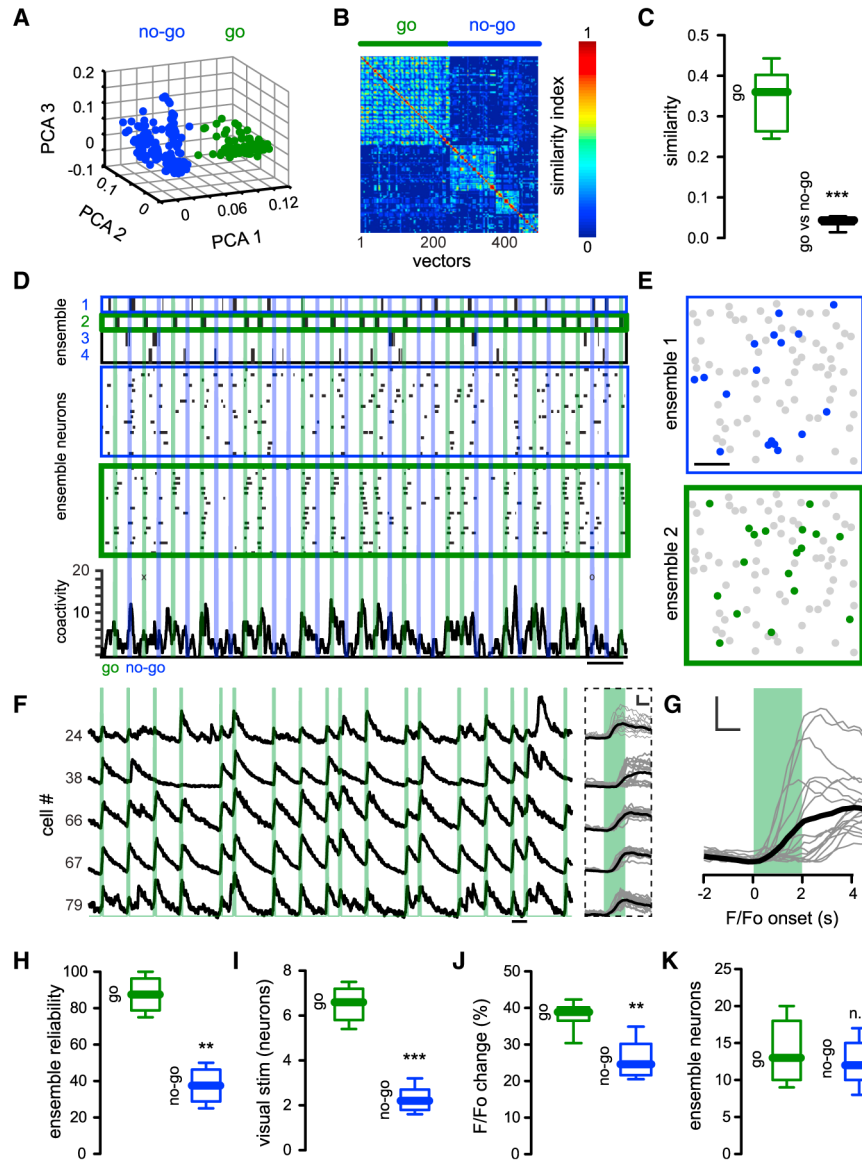 A
no-go go
PCA 3
0.2
0.1
0
-0.1
0.1
0
PCA 2
0 0.06 0.12
PCA 1
B
go no-go
1 200 400
vectors
similarity index
1
0
C
similarity
0.5
0.4
0.3
0.2
0.1
0.0
go
***
go vs no-go
D
ensemble
1
2
3
4
ensemble neurons
coactivity
20
10
x
o
go no-go
E
ensemble 1
ensemble 2
F
cell #
24
38
66
67
79
G
-2 0 2 4
F/Fo onset (s)
H
ensemble reliability
100
80
60
40
20
0
go
**
no-go
I
visual stim (neurons)
8
6
4
2
0
go
***
no-go
J
F/Fo change (%)
50
40
30
20
10
0
go
**
no-go
K
ensemble neurons
25
20
15
10
5
0
go
n.
no-go